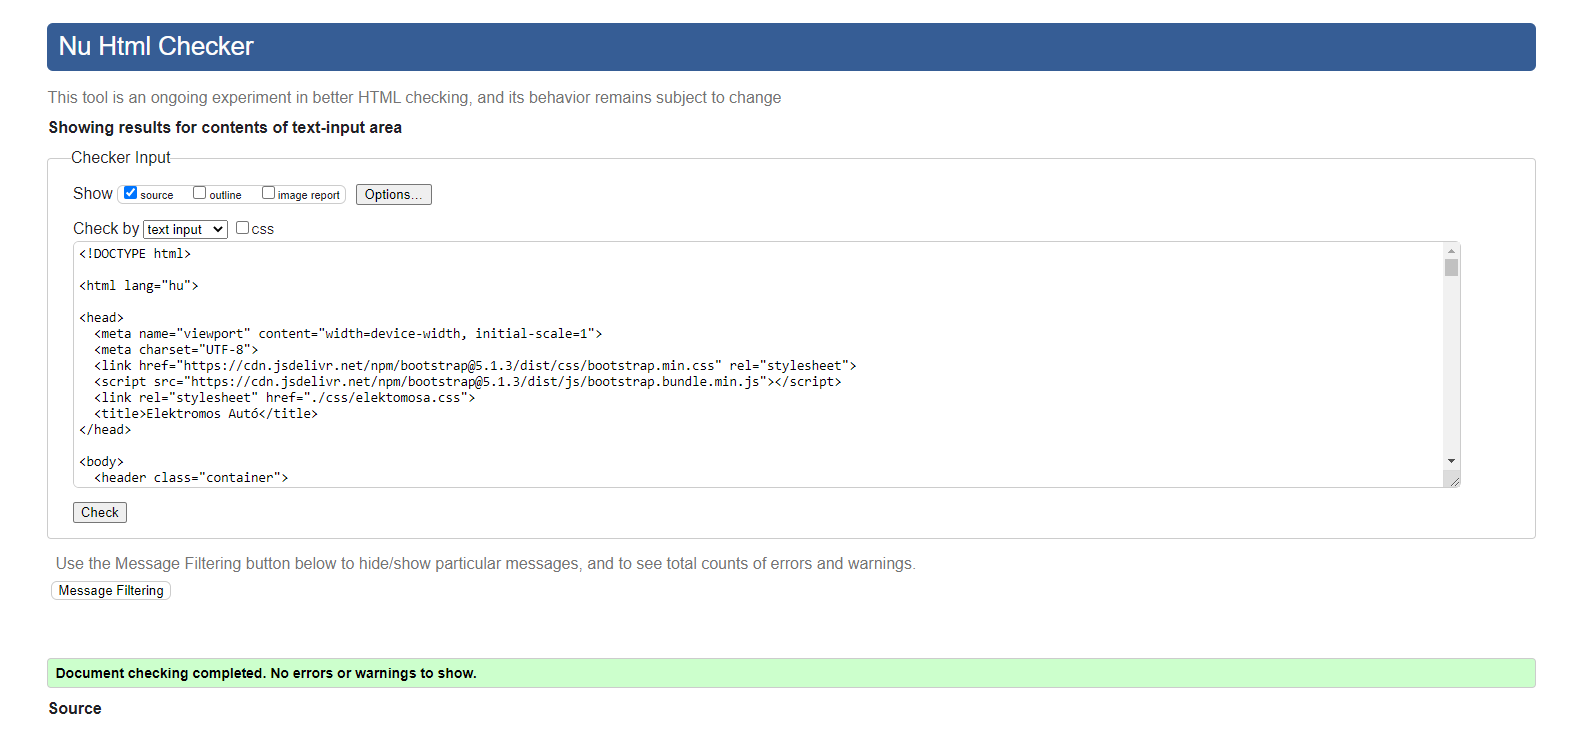 Nu Html Checker
This tool is an ongoing experiment in better HTML checking, and its behavior remains subject to change
Showing results for contents of text-input area
Checker Input
Show source outline image report Options...
Check by text input css
<!DOCTYPE html>
<html lang="hu">
<head>
<meta name="viewport" content="width=device-width, initial-scale=1">
<meta charset="UTF-8">
<link href="https://cdn.jsdelivr.net/npm/bootstrap@5.1.3/dist/css/bootstrap.min.css" rel="stylesheet">
<script src="https://cdn.jsdelivr.net/npm/bootstrap@5.1.3/dist/js/bootstrap.bundle.min.js"></script>
<link rel="stylesheet" href="./css/elektomosa.css">
<title>Elektromos Autó</title>
</head>
<body>
<header class="container">
Check
Use the Message Filtering button below to hide/show particular messages, and to see total counts of errors and warnings.
Message Filtering
Document checking completed. No errors or warnings to show.
Source